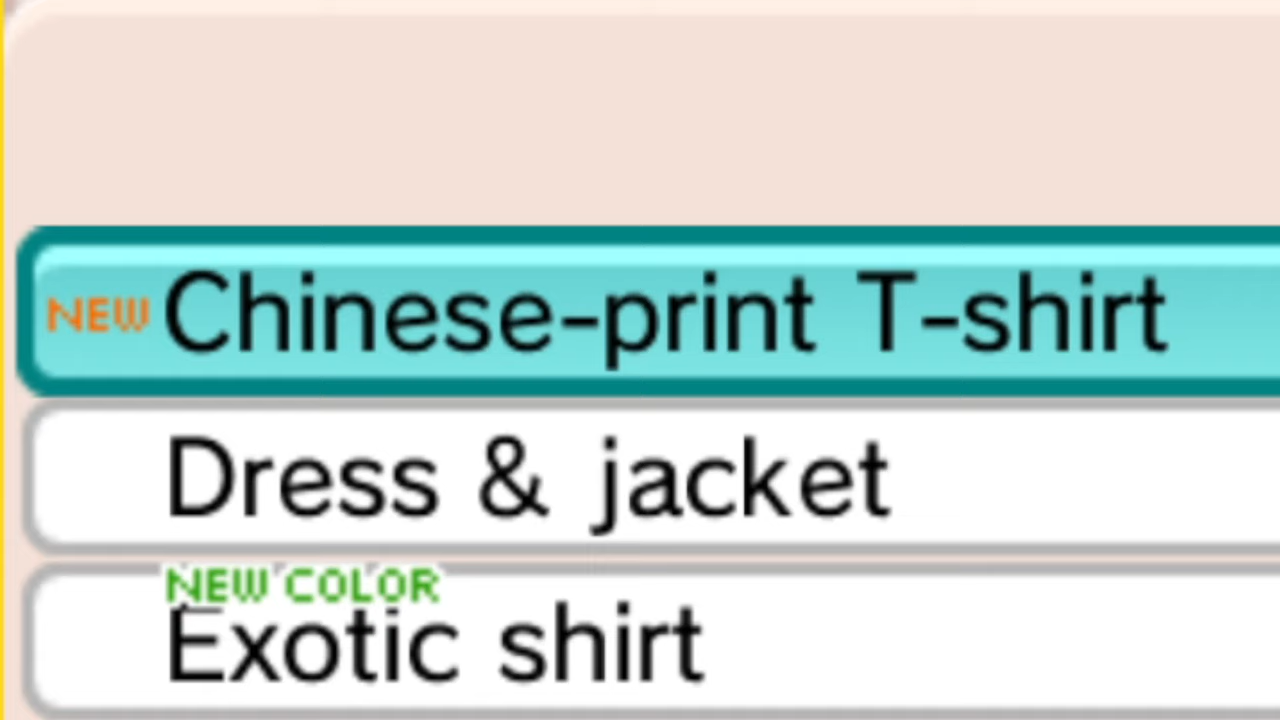 NEW Chinese-print T-shirt
Dress & jacket
NEW COLOR
Exotic shirt